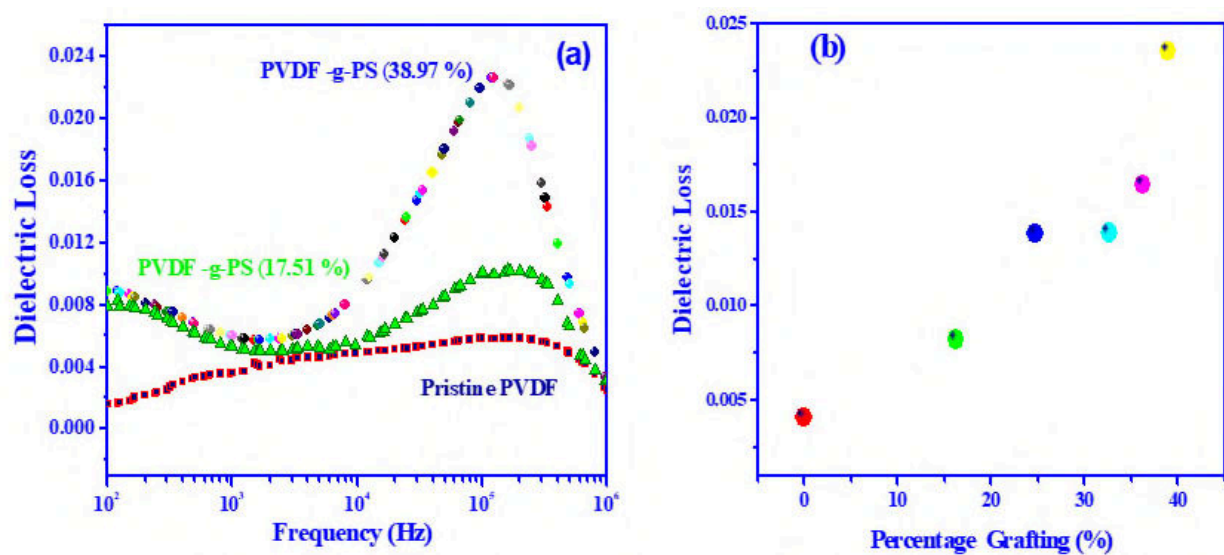 (a)
PVDF -g-PS (38.97 %)
PVDF -g-PS (17.51 %)
Pristine PVDF
Dielectric Loss
0.024
0.020
0.016
0.012
0.008
0.004
0.000
10² 10³ 10⁴ 10⁵ 10⁶
Frequency (Hz)
(b)
Dielectric Loss
0.025
0.020
0.015
0.010
0.005
0 10 20 30 40
Percentage Grafting (%)